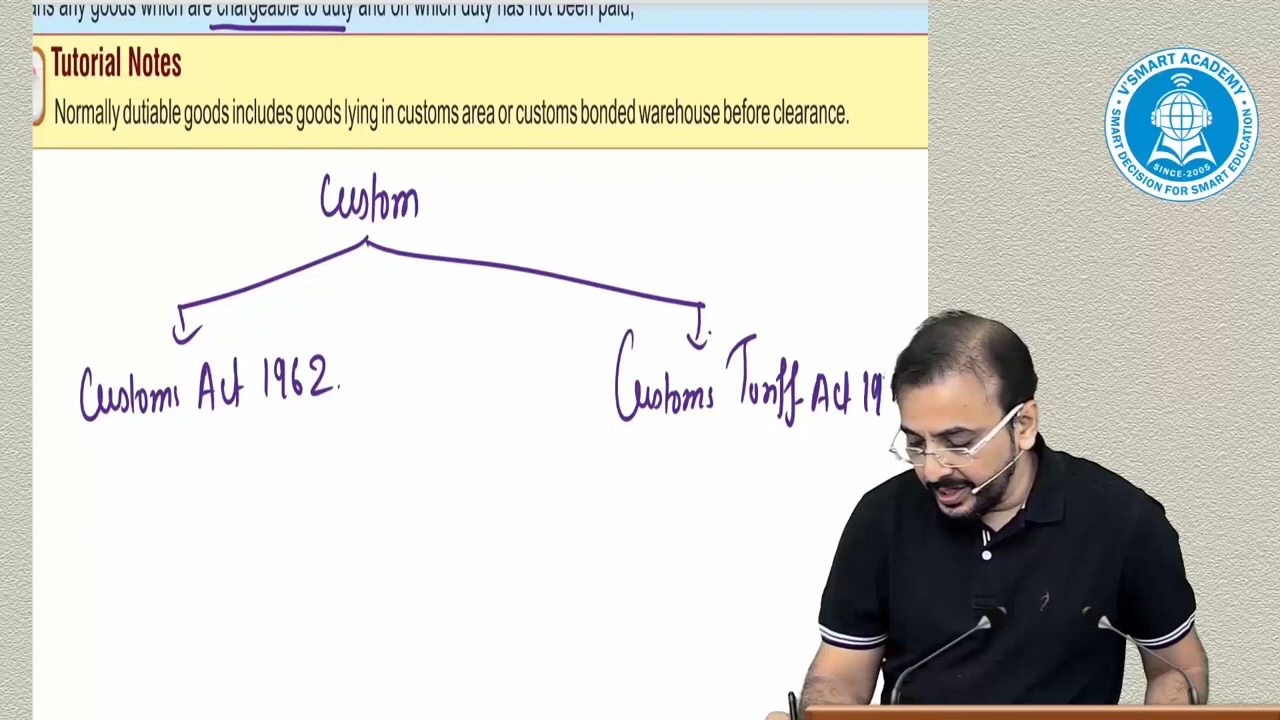 ans any goods which are chargeable to duty and on which duty has not been paid;
Tutorial Notes
Normally dutiable goods includes goods lying in customs area or customs bonded warehouse before clearance.
Custom
Customs Act 1962.
Customs Tariff Act 19
V'SMART ACADEMY
SINCE-2005
SMART DECISION FOR SMART EDUCATION